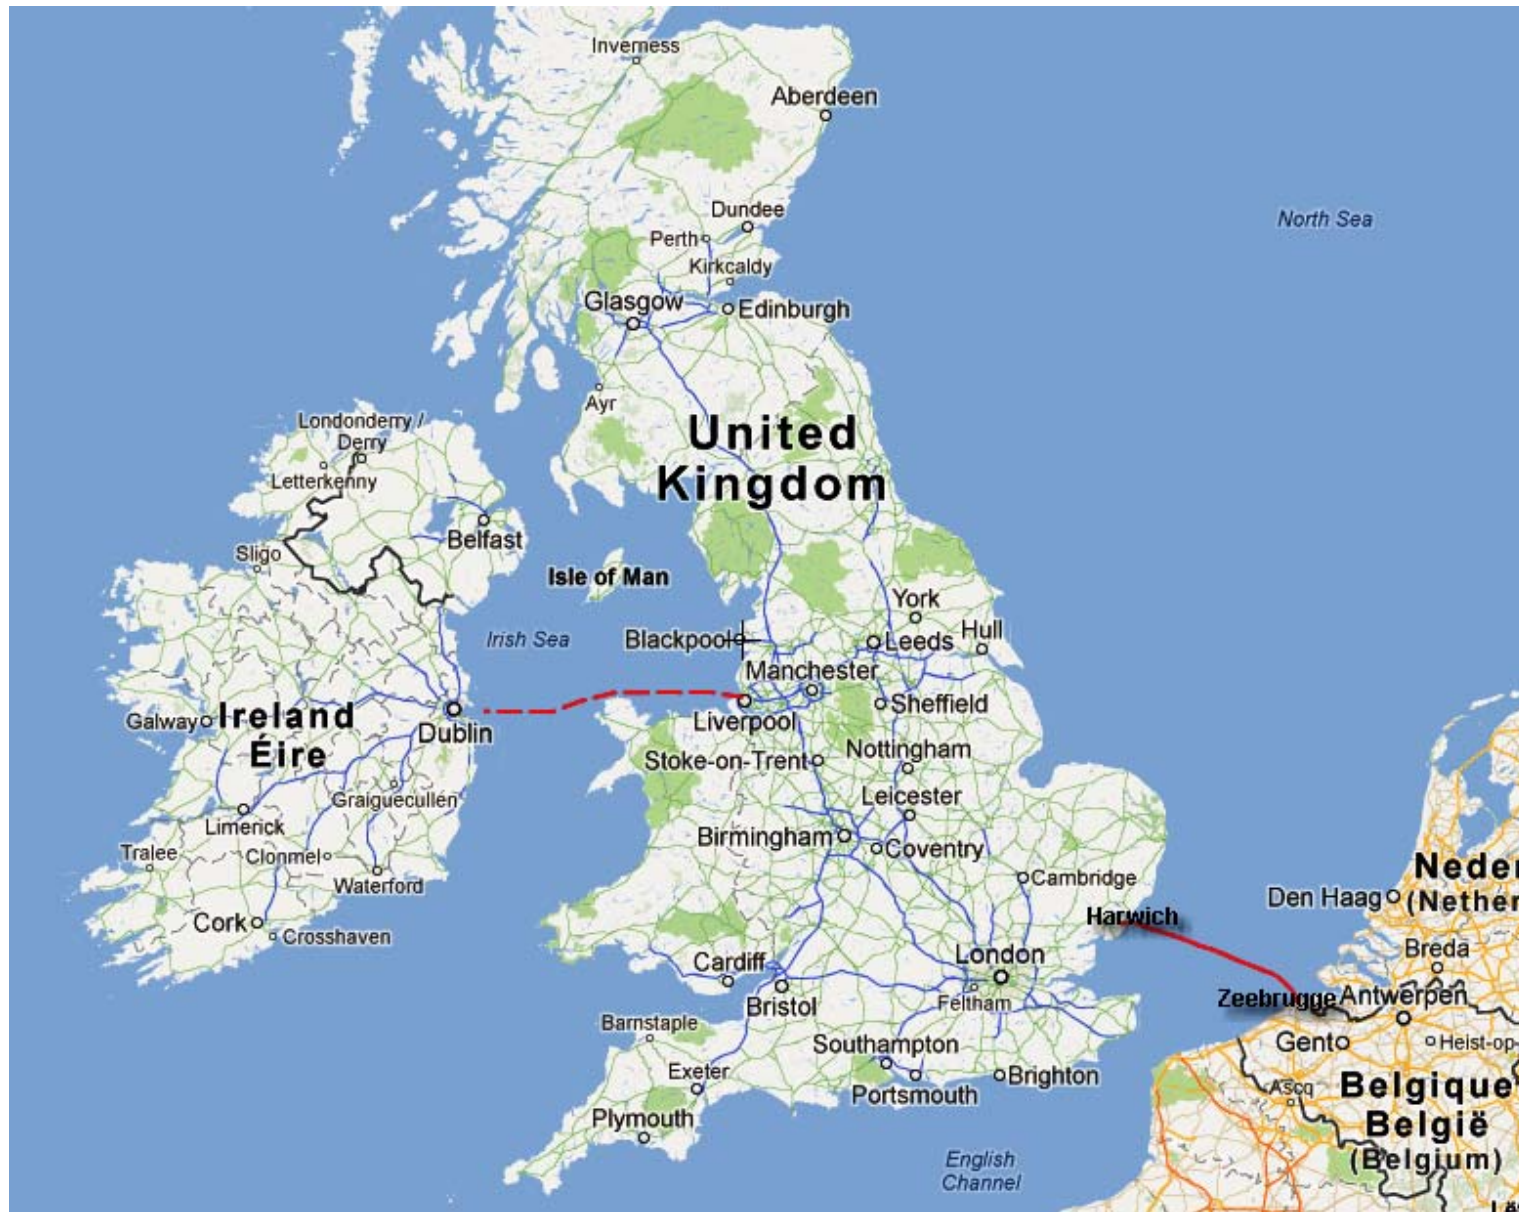 Inverness
Aberdeen
North Sea
Dundee
Perth
Kirkcaldy
Glasgow
Edinburgh
Ayr
Londonderry /
Derry
United
Kingdom
Letterkenny
Belfast
Sligo
Isle of Man
York
Irish Sea
Blackpool
Leeds
Hull
Manchester
Galway
Ireland
Éire
Dublin
Liverpool
Sheffield
Stoke-on-Trent
Nottingham
Graiguecullen
Leicester
Limerick
Birmingham
Coventry
Tralee
Clonmel
Waterford
Cambridge
Neder
(Nether
Den Haag
Harwich
Cork
Crosshaven
Breda
London
Cardiff
Feltham
Bristol
Zeebrugge
Antwerpen
Barnstaple
Southampton
Gent
Heist-op-
Exeter
Brighton
Portsmouth
Ascq
Belgique
België
(Belgium)
Plymouth
English
Channel